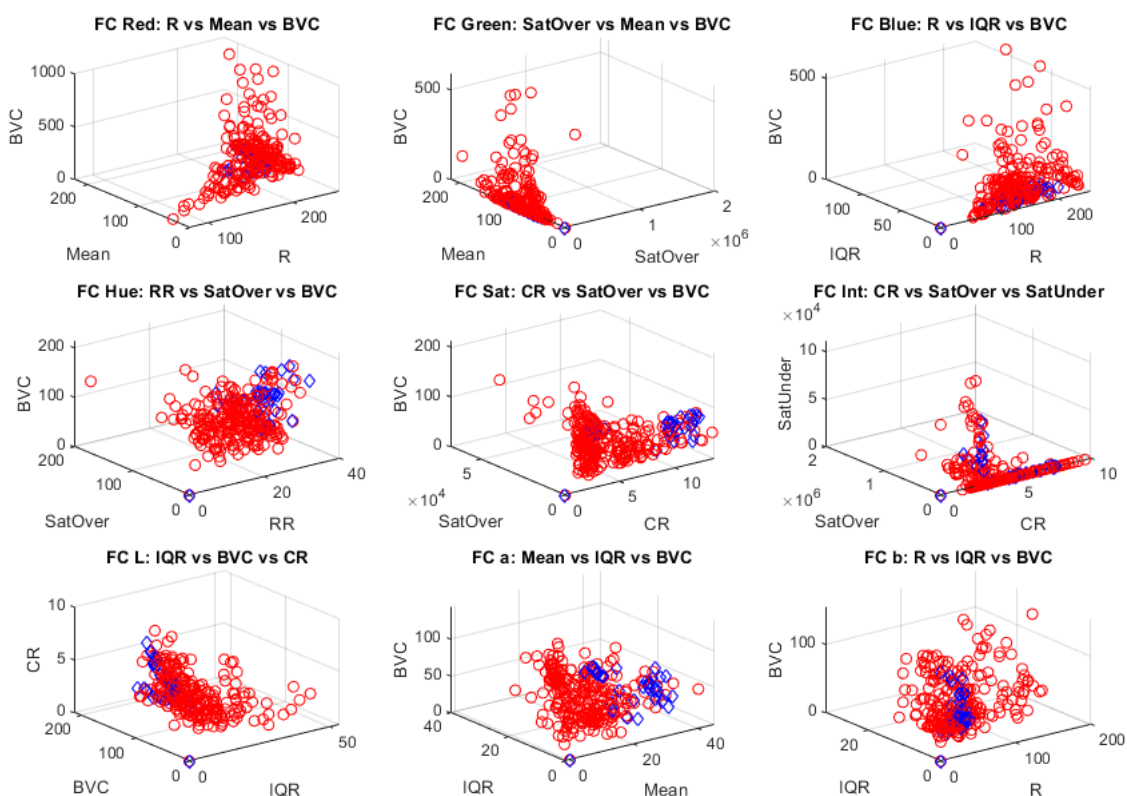 FC Red: R vs Mean vs BVC
1000
500
0
BVC
200
100
0
Mean
100
200
R
FC Green: SatOver vs Mean vs BVC
500
0
BVC
200
100
0
Mean
0
1
2
× 10^6
SatOver
FC Blue: R vs IQR vs BVC
500
0
BVC
100
50
0
IQR
0
100
200
R
FC Hue: RR vs SatOver vs BVC
200
100
0
BVC
200
100
0
SatOver
0
20
40
RR
FC Sat: CR vs SatOver vs BVC
200
100
0
BVC
5
0
× 10^4
SatOver
0
5
10
CR
FC Int: CR vs SatOver vs SatUnder
× 10^4
10
5
0
SatUnder
2
1
0
× 10^6
SatOver
0
5
10
CR
FC L: IQR vs BVC vs CR
10
5
0
CR
200
100
0
BVC
0
50
IQR
FC a: Mean vs IQR vs BVC
100
50
0
BVC
40
20
0
IQR
0
20
40
Mean
FC b: R vs IQR vs BVC
100
0
BVC
20
0
IQR
0
100
200
R